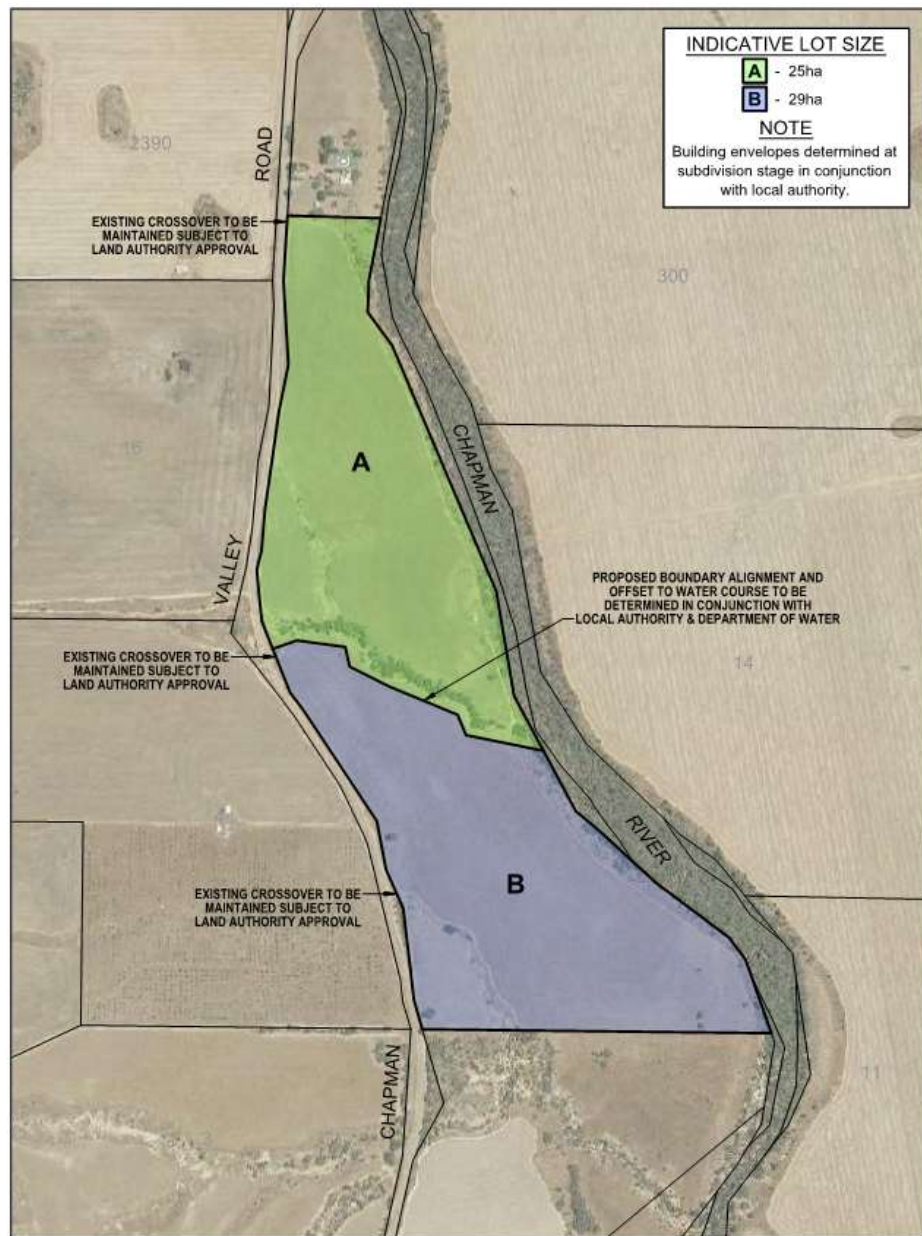 INDICATIVE LOT SIZE
A - 25ha
B - 29ha
NOTE
Building envelopes determined at
subdivision stage in conjunction
with local authority.
2390
ROAD
EXISTING CROSSOVER TO BE
MAINTAINED SUBJECT TO
LAND AUTHORITY APPROVAL
300
16
A
CHAPMAN
VALLEY
PROPOSED BOUNDARY ALIGNMENT AND
OFFSET TO WATER COURSE TO BE
DETERMINED IN CONJUNCTION WITH
LOCAL AUTHORITY & DEPARTMENT OF WATER
EXISTING CROSSOVER TO BE
MAINTAINED SUBJECT TO
LAND AUTHORITY APPROVAL
14
RIVER
B
EXISTING CROSSOVER TO BE
MAINTAINED SUBJECT TO
LAND AUTHORITY APPROVAL
CHAPMAN
11